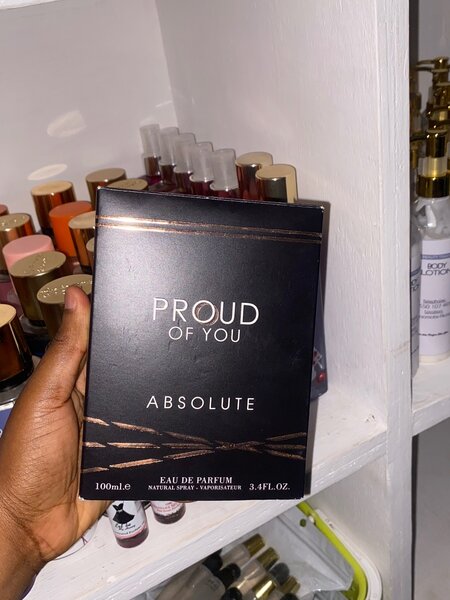 PROUD
OF YOU
ABSOLUTE
EAU DE PARFUM
100ml.e NATURAL SPRAY - VAPORISATEUR 3.4FL.OZ.
BODY
LOTION